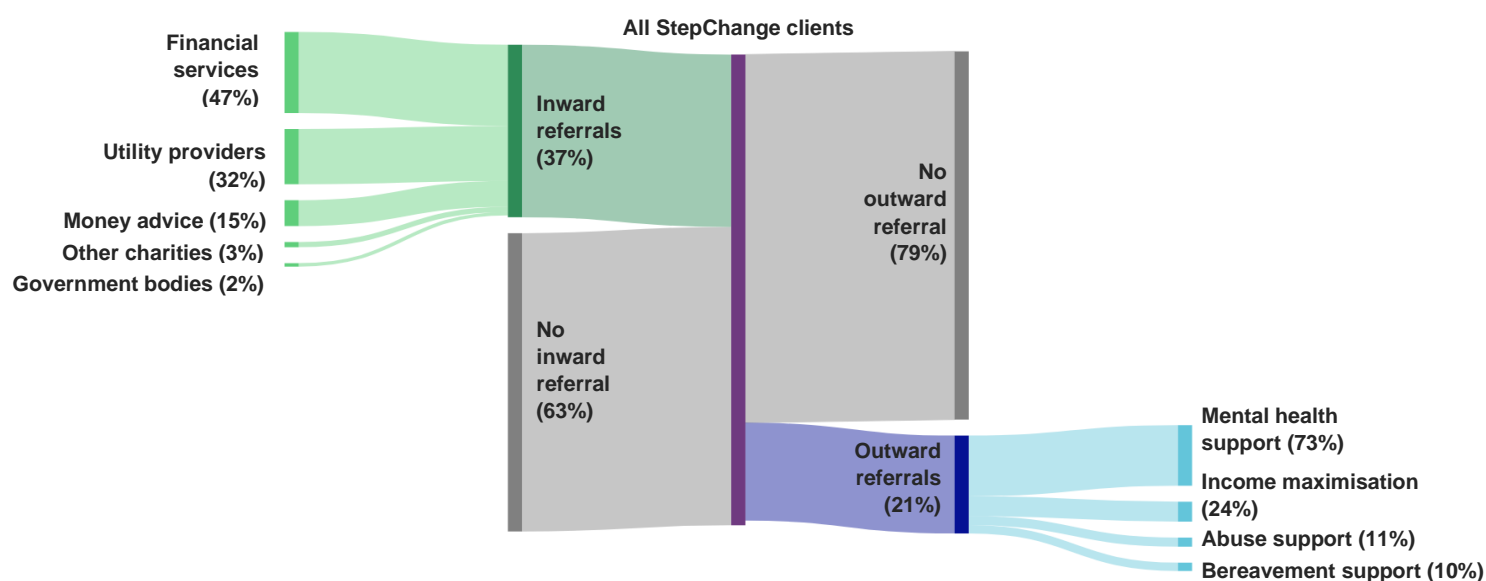 All StepChange clients
Financial
services
(47%)
Utility providers
(32%)
Money advice (15%)
Other charities (3%)
Government bodies (2%)
Inward
referrals
(37%)
No
inward
referral
(63%)
No
outward
referral
(79%)
Outward
referrals
(21%)
Mental health
support (73%)
Income maximisation
(24%)
Abuse support (11%)
Bereavement support (10%)